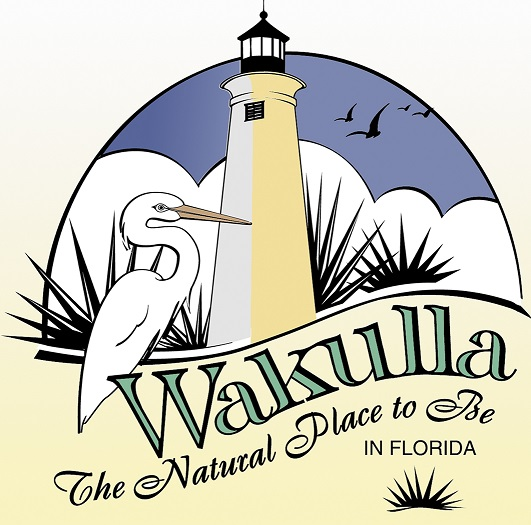 Wakulla
The Natural Place to Be
IN FLORIDA